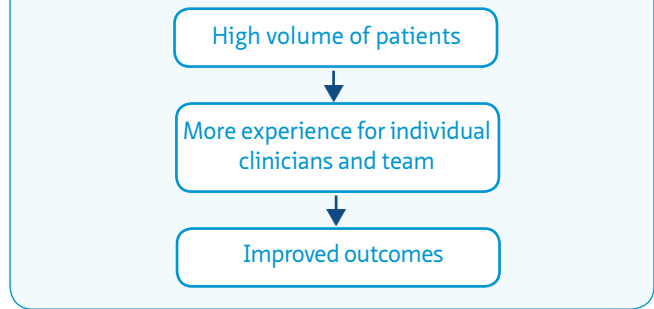 High volume of patients
More experience for individual
clinicians and team
Improved outcomes